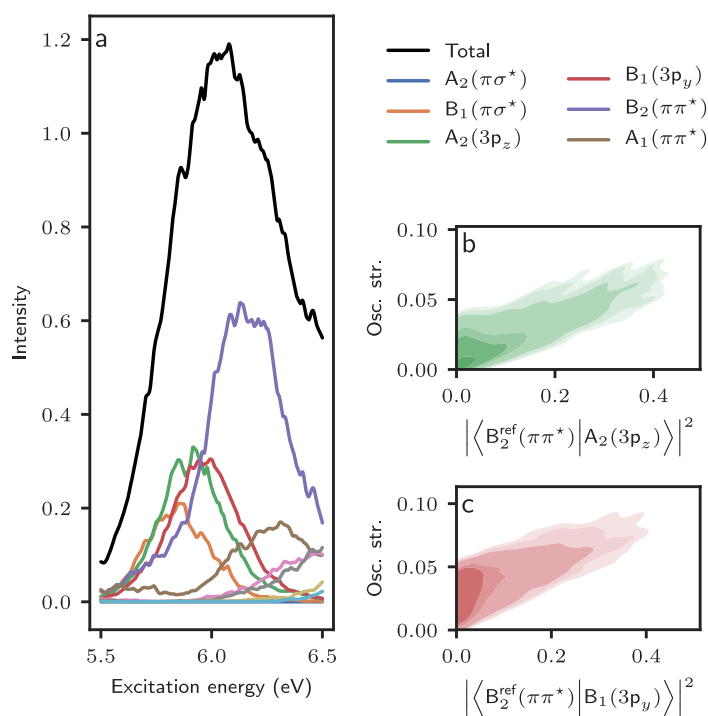 a
1.2
1.0
0.8
0.6
0.4
0.2
0.0
Intensity
5.5 6.0 6.5
Excitation energy (eV)
Total
A₂(πσ⋆)
B₁(πσ⋆)
A₂(3p_z)
B₁(3p_y)
B₂(ππ⋆)
A₁(ππ⋆)
b
0.10
0.05
0.00
Osc. str.
0.0 0.2 0.4
|⟨B₂^ref(ππ⋆)|A₂(3p_z)⟩|²
c
0.10
0.05
0.00
Osc. str.
0.0 0.2 0.4
|⟨B₂^ref(ππ⋆)|B₁(3p_y)⟩|²